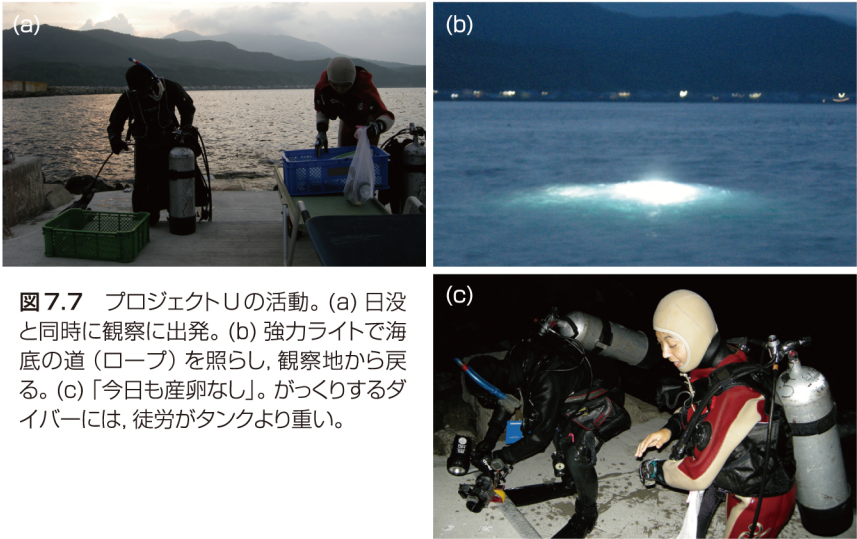 (a)
(b)
(c)
図7.7　プロジェクトUの活動。(a) 日没
と同時に観察に出発。(b) 強力ライトで海
底の道（ロープ）を照らし，観察地から戻
る。(c)「今日も産卵なし」。がっくりするダ
イバーには，徒労がタンクより重い。